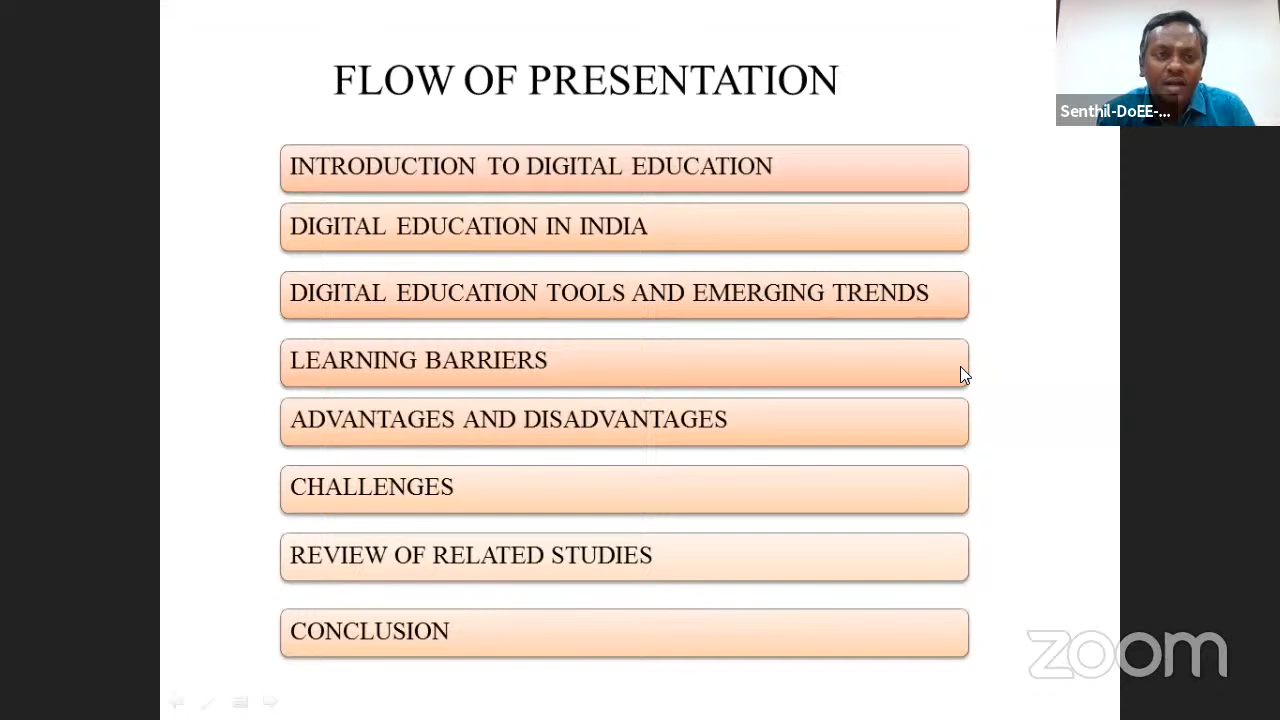 FLOW OF PRESENTATION
Senthil-DoEE-...
INTRODUCTION TO DIGITAL EDUCATION
DIGITAL EDUCATION IN INDIA
DIGITAL EDUCATION TOOLS AND EMERGING TRENDS
LEARNING BARRIERS
ADVANTAGES AND DISADVANTAGES
CHALLENGES
REVIEW OF RELATED STUDIES
CONCLUSION
zoom